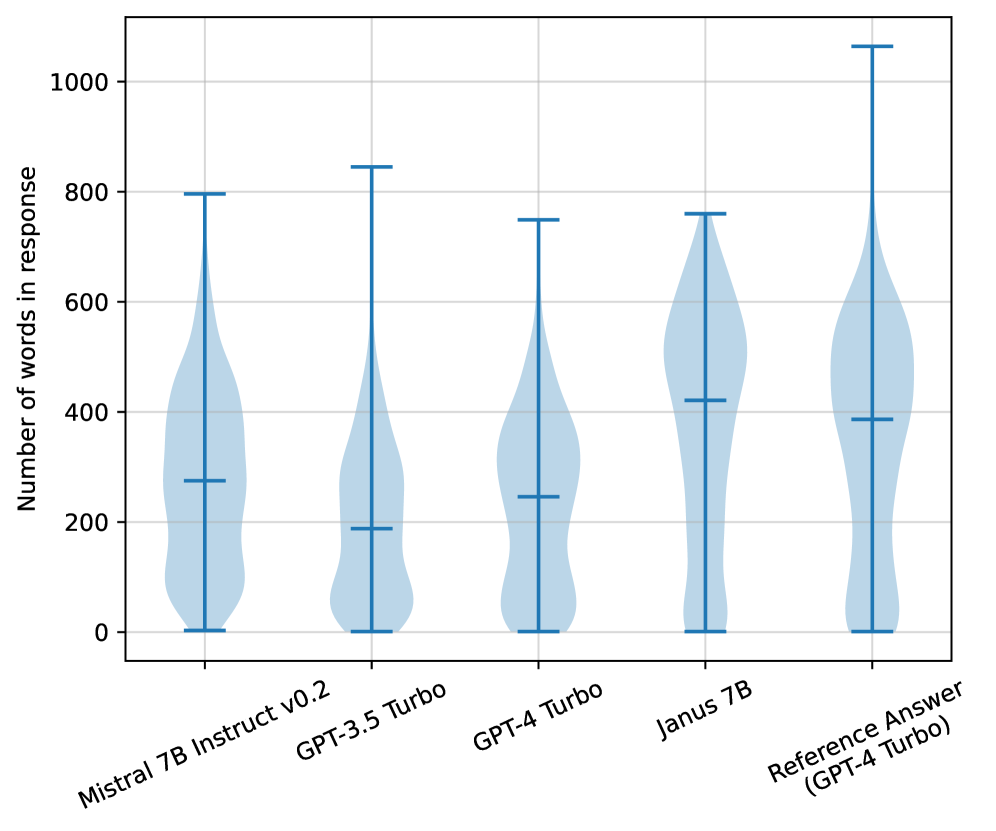 Number of words in response
1000
800
600
400
200
0
Mistral 7B Instruct v0.2
GPT-3.5 Turbo
GPT-4 Turbo
Janus 7B
Reference Answer
(GPT-4 Turbo)